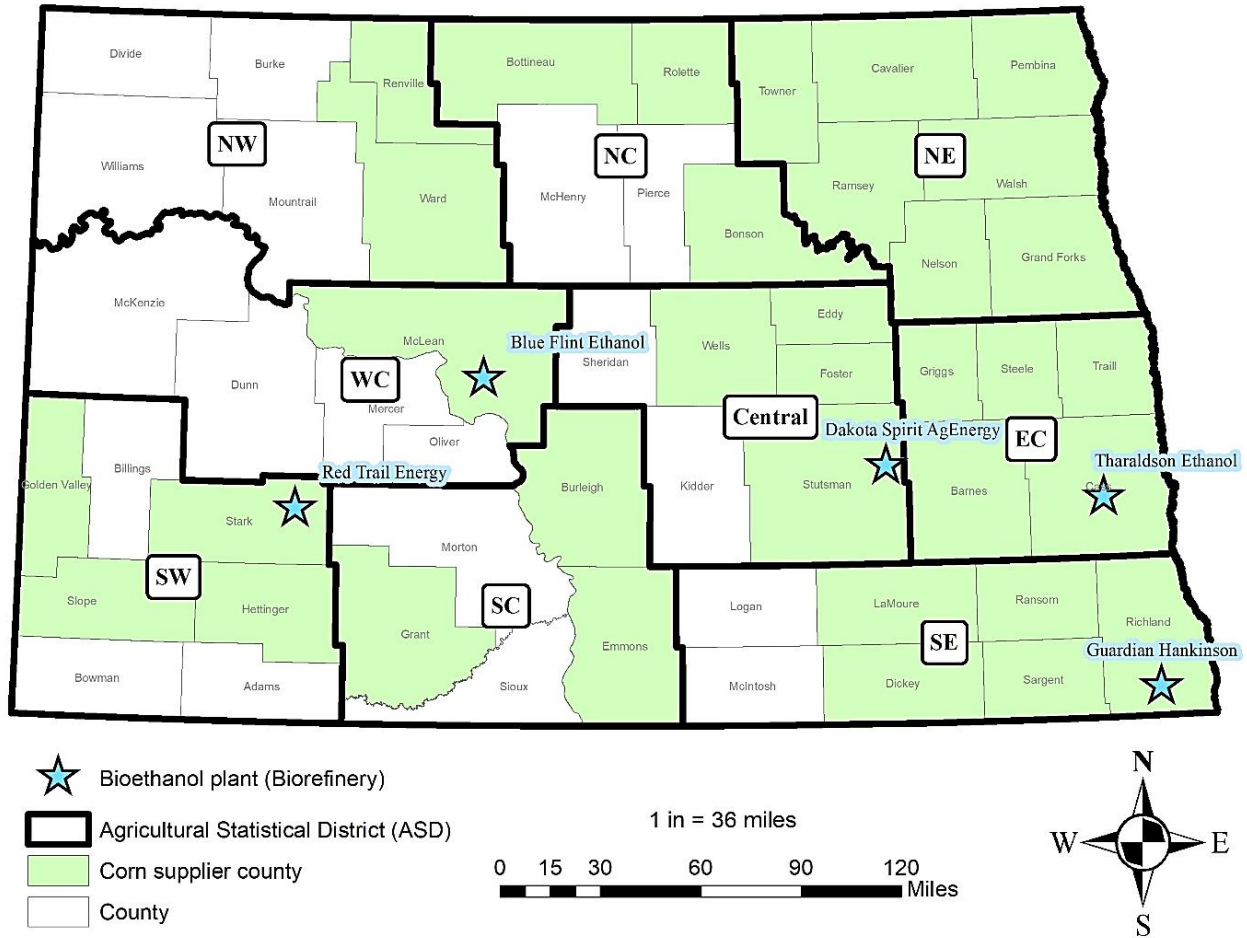 Divide
Burke
Renville
Bottineau
Rolette
Towner
Cavalier
Pembina
NW
NC
NE
Williams
Mountrail
Ward
McHenry
Pierce
Benson
Ramsey
Walsh
Nelson
Grand Forks
McKenzie
Dunn
McLean
Blue Flint Ethanol
Sheridan
Wells
Eddy
Foster
Griggs
Steele
Traill
WC
Mercer
Oliver
Central
Dakota Spirit AgEnergy
EC
Tharaldson Ethanol
Golden Valley
Billings
Red Trail Energy
Stark
Burleigh
Kidder
Stutsman
Barnes
Cass
Morton
SW
SC
Slope
Hettinger
Grant
Emmons
Logan
LaMoure
Ransom
Richland
SE
Guardian Hankinson
Bowman
Adams
Sioux
McIntosh
Dickey
Sargent
Bioethanol plant (Biorefinery)
Agricultural Statistical District (ASD)
Corn supplier county
County
1 in = 36 miles
0 15 30 60 90 120
Miles
N
W E
S